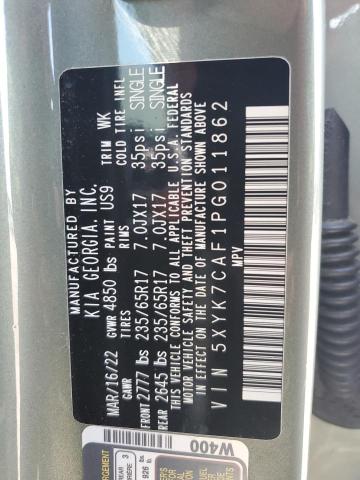 MANUFACTURED BY
KIA GEORGIA, INC.
MAR/16/22 GVWR 4850 lbs PAINT US9 TRIM WK
GAWR TIRES RIMS COLD TIRE INFL
FRONT 2777 lbs 235/65R17 7.0JX17 35psi SINGLE
REAR 2645 lbs 235/65R17 7.0JX17 35psi SINGLE
THIS VEHICLE CONFORMS TO ALL APPLICABLE U.S.A. FEDERAL
MOTOR VEHICLE SAFETY STANDARDS, BUMPER STANDARDS
AND THEFT PREVENTION STANDARDS IN
EFFECT ON THE DATE OF MANUFACTURE SHOWN ABOVE.
VIN 5XYK7CAF1PG011862
MPV
W400